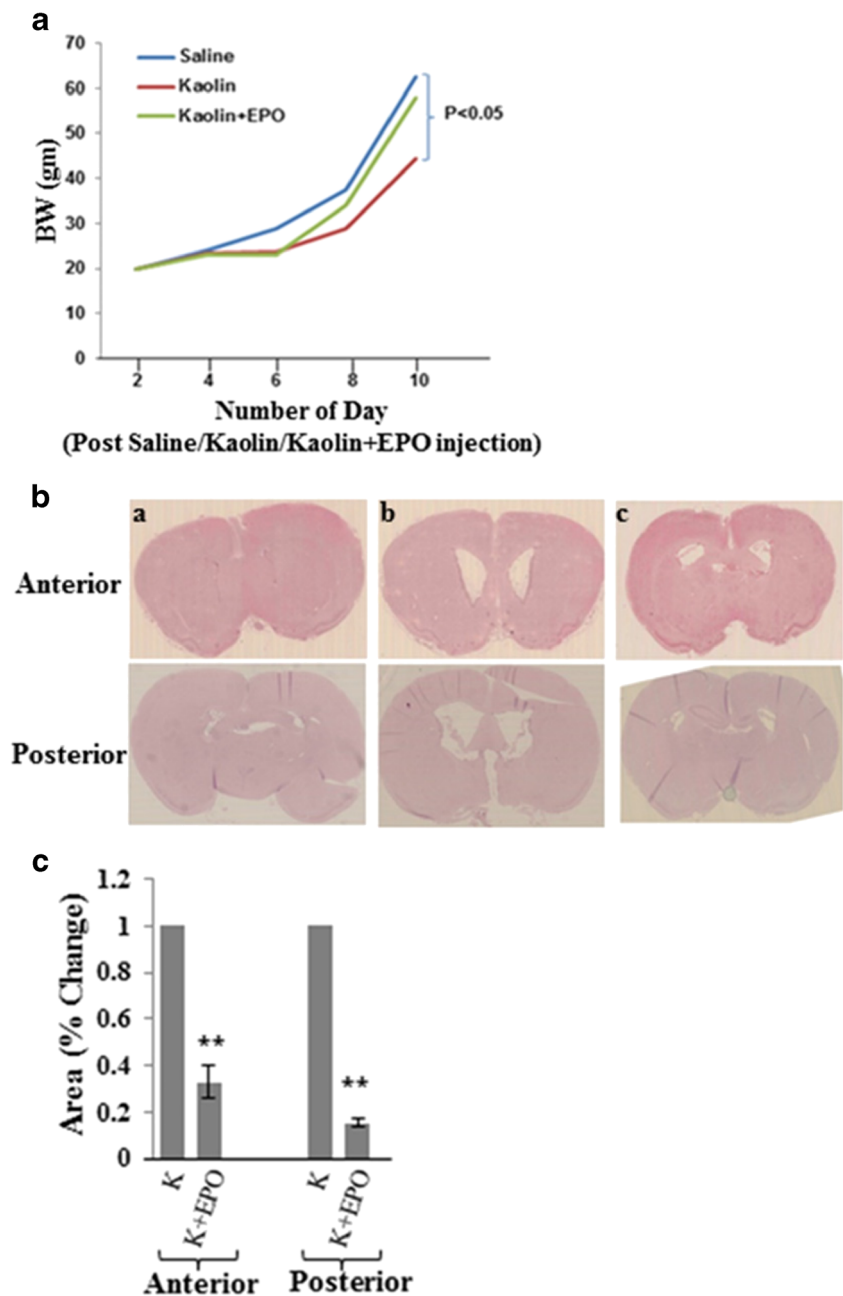 a
70
60
50
40
30
20
10
0
BW (gm)
Saline
Kaolin
Kaolin+EPO
P<0.05
2 4 6 8 10
Number of Day
(Post Saline/Kaolin/Kaolin+EPO injection)
b
a b c
Anterior
Posterior
c
1.2
1
0.8
0.6
0.4
0.2
0
Area (% Change)
**
**
K K+EPO K K+EPO
Anterior Posterior